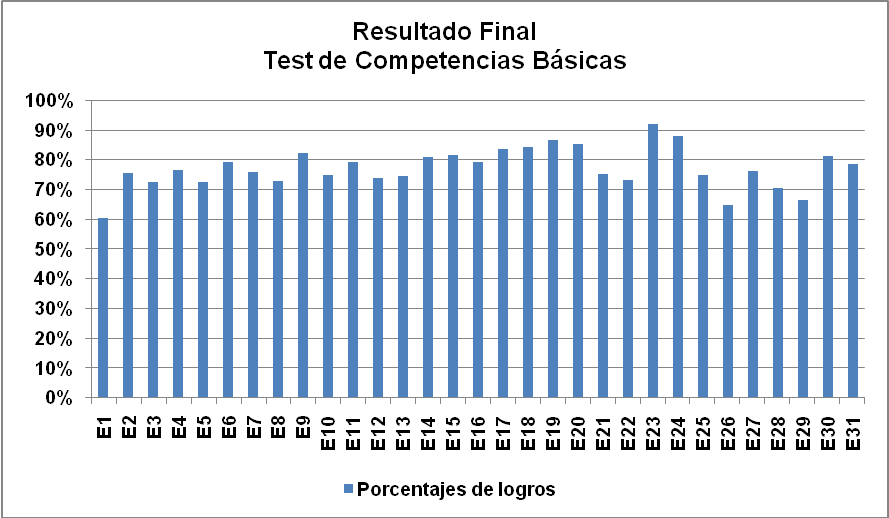 Resultado Final
Test de Competencias Básicas
100%
90%
80%
70%
60%
50%
40%
30%
20%
10%
0%
E1 E2 E3 E4 E5 E6 E7 E8 E9 E10 E11 E12 E13 E14 E15 E16 E17 E18 E19 E20 E21 E22 E23 E24 E25 E26 E27 E28 E29 E30 E31
Porcentajes de logros